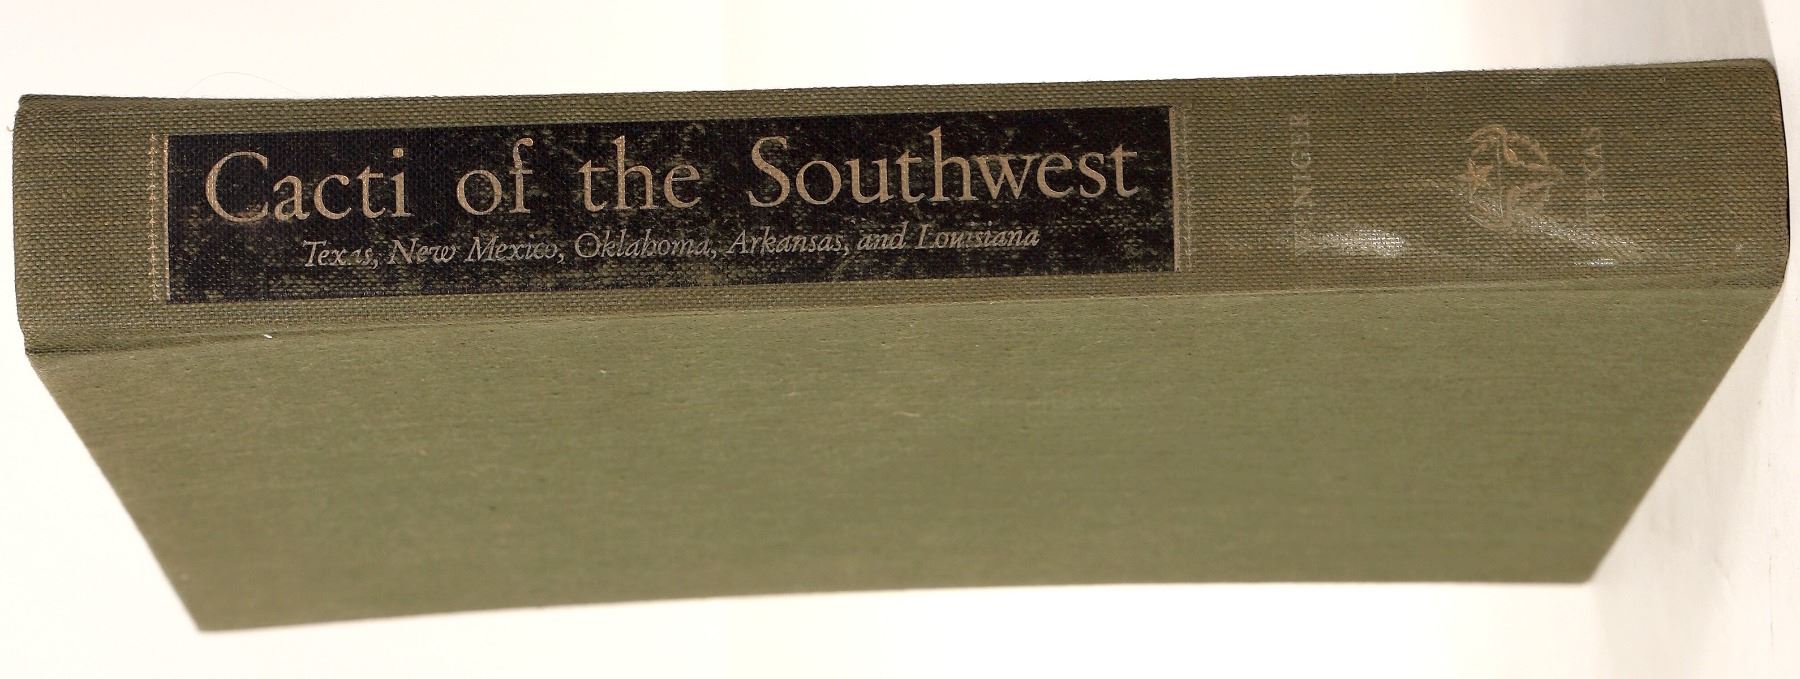 Cacti of the Southwest
Texas, New Mexico, Oklahoma, Arkansas, and Louisiana